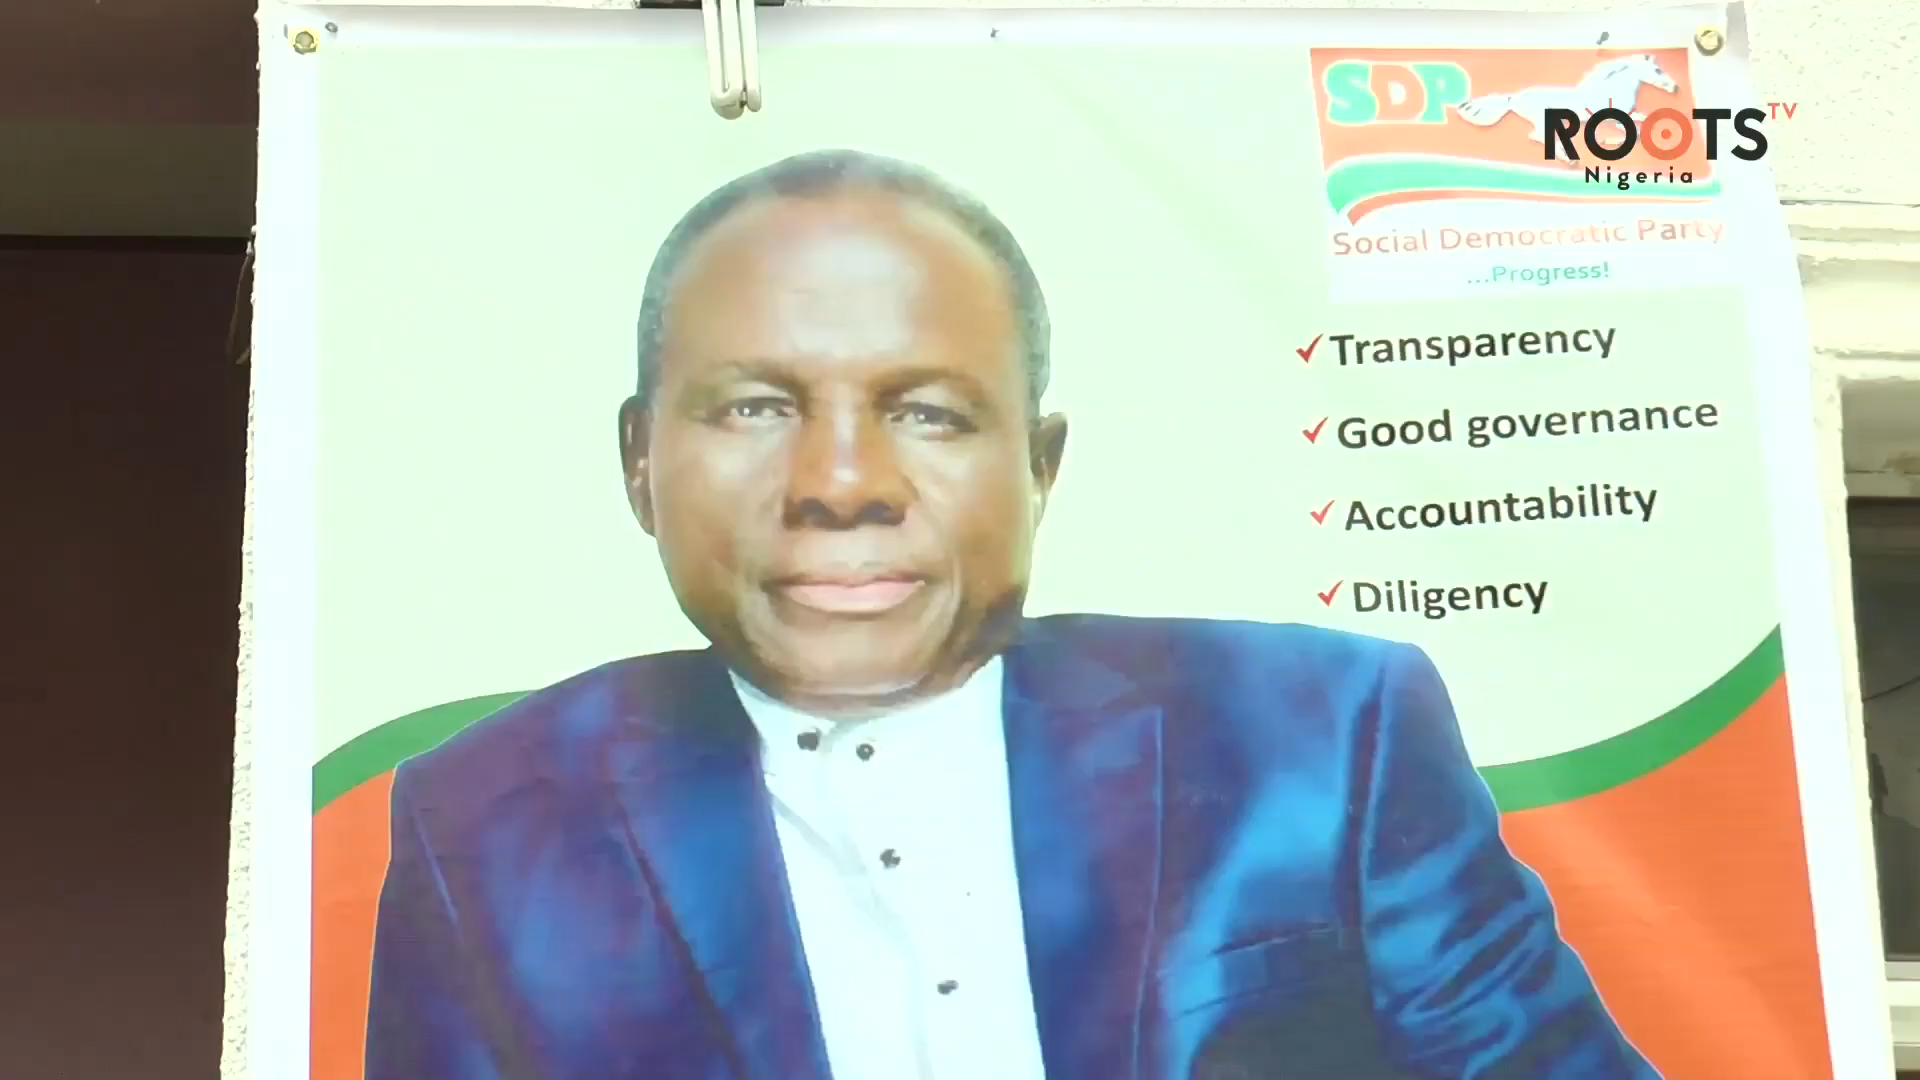 SDP
ROOTS TV
Nigeria
Social Democratic Party
...Progress!
Transparency
Good governance
Accountability
Diligency